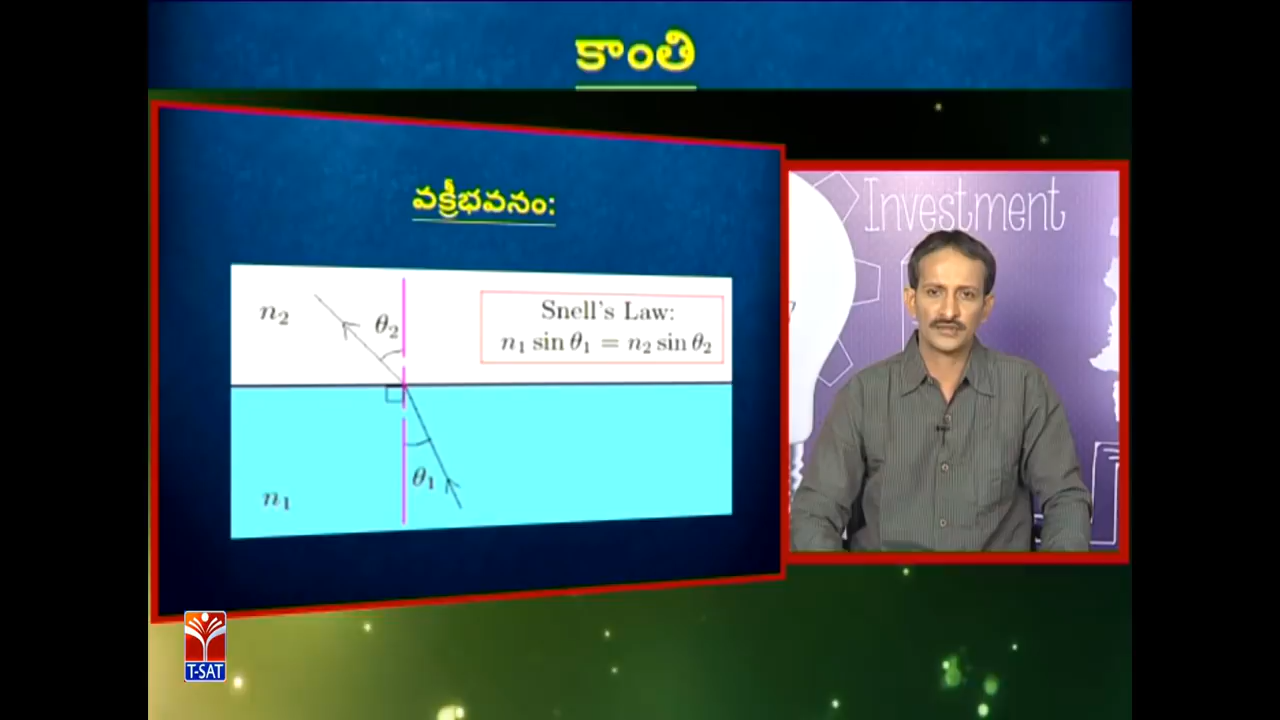 కాంతి
వక్రీభవనం:
n₂
θ₂
Snell's Law:
n₁ sin θ₁ = n₂ sin θ₂
θ₁
n₁
Investment
T-SAT